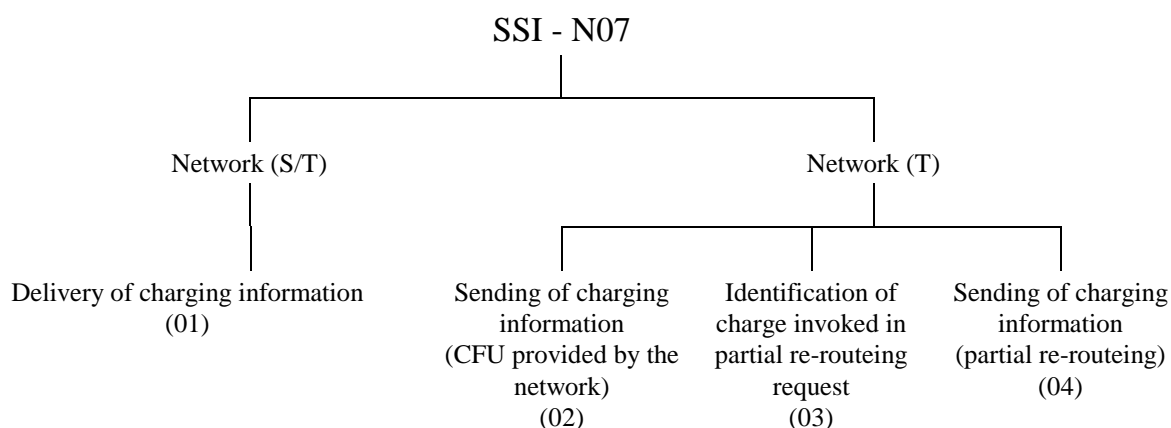 SSI - N07
Network (S/T)
Network (T)
Delivery of charging information
(01)
Sending of charging
information
(CFU provided by the
network)
(02)
Identification of
charge invoked in
partial re-routeing
request
(03)
Sending of charging
information
(partial re-routeing)
(04)